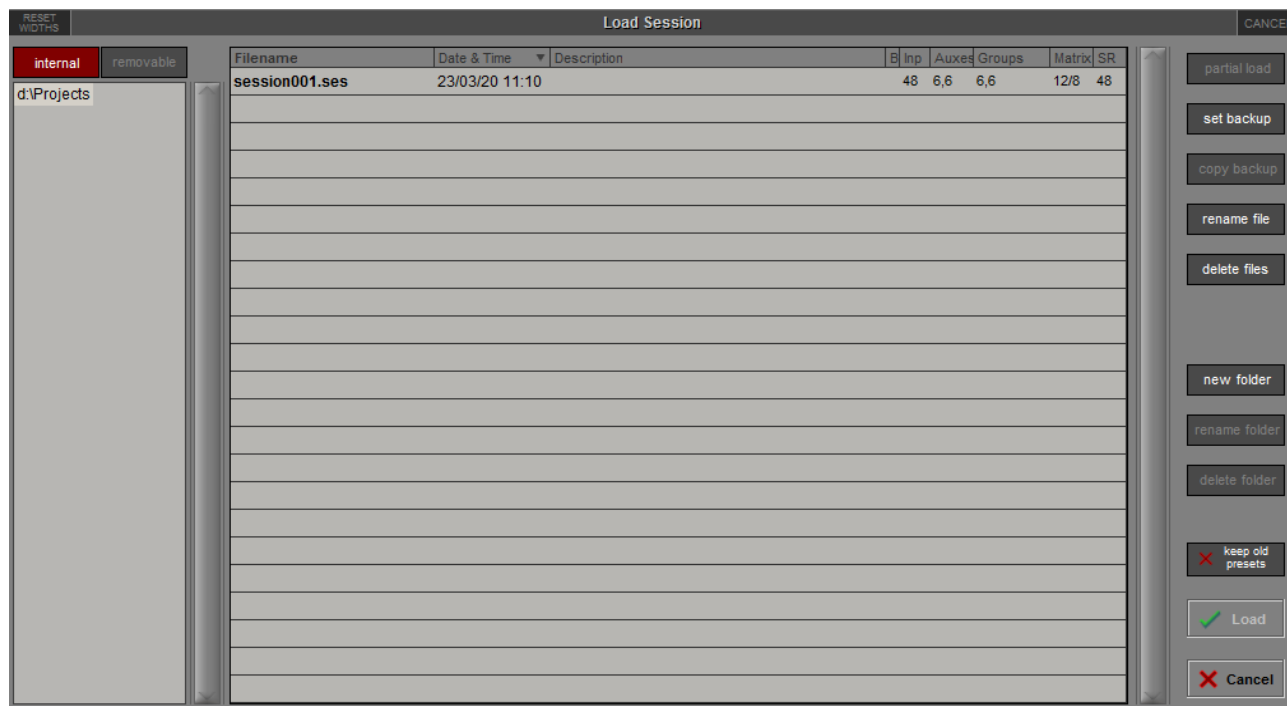 RESET
WIDTHS
Load Session
CANCE
internal removable
d:\Projects
Filename Date & Time Description B Inp Auxes Groups Matrix SR
session001.ses 23/03/20 11:10 48 6,6 6,6 12/8 48
partial load
set backup
copy backup
rename file
delete files
new folder
rename folder
delete folder
keep old
presets
Load
Cancel